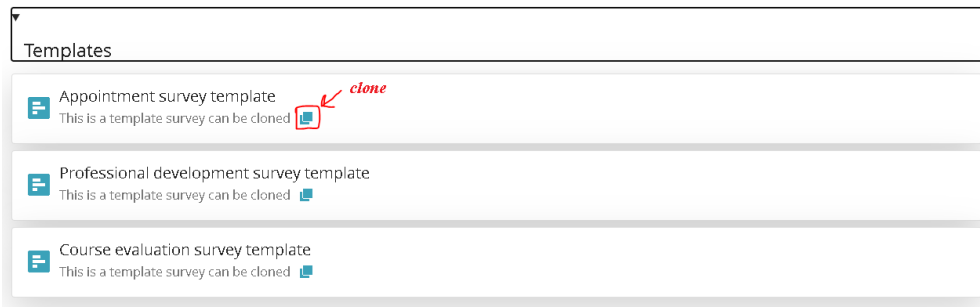 Templates
Appointment survey template
clone
This is a template survey can be cloned
Professional development survey template
This is a template survey can be cloned
Course evaluation survey template
This is a template survey can be cloned